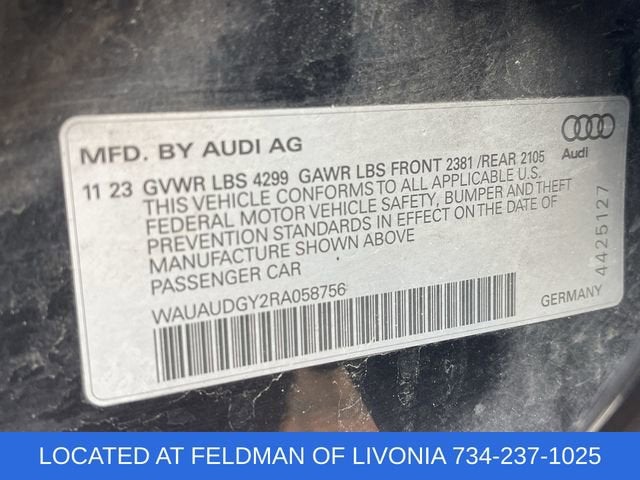 MFD. BY AUDI AG
Audi
11 23 GVWR LBS 4299 GAWR LBS FRONT 2381 /REAR 2105
THIS VEHICLE CONFORMS TO ALL APPLICABLE U.S.
FEDERAL MOTOR VEHICLE SAFETY, BUMPER AND THEFT
PREVENTION STANDARDS IN EFFECT ON THE DATE OF
MANUFACTURE SHOWN ABOVE
PASSENGER CAR
WAUAUDGY2RA058756
GERMANY
4425127
LOCATED AT FELDMAN OF LIVONIA 734-237-1025